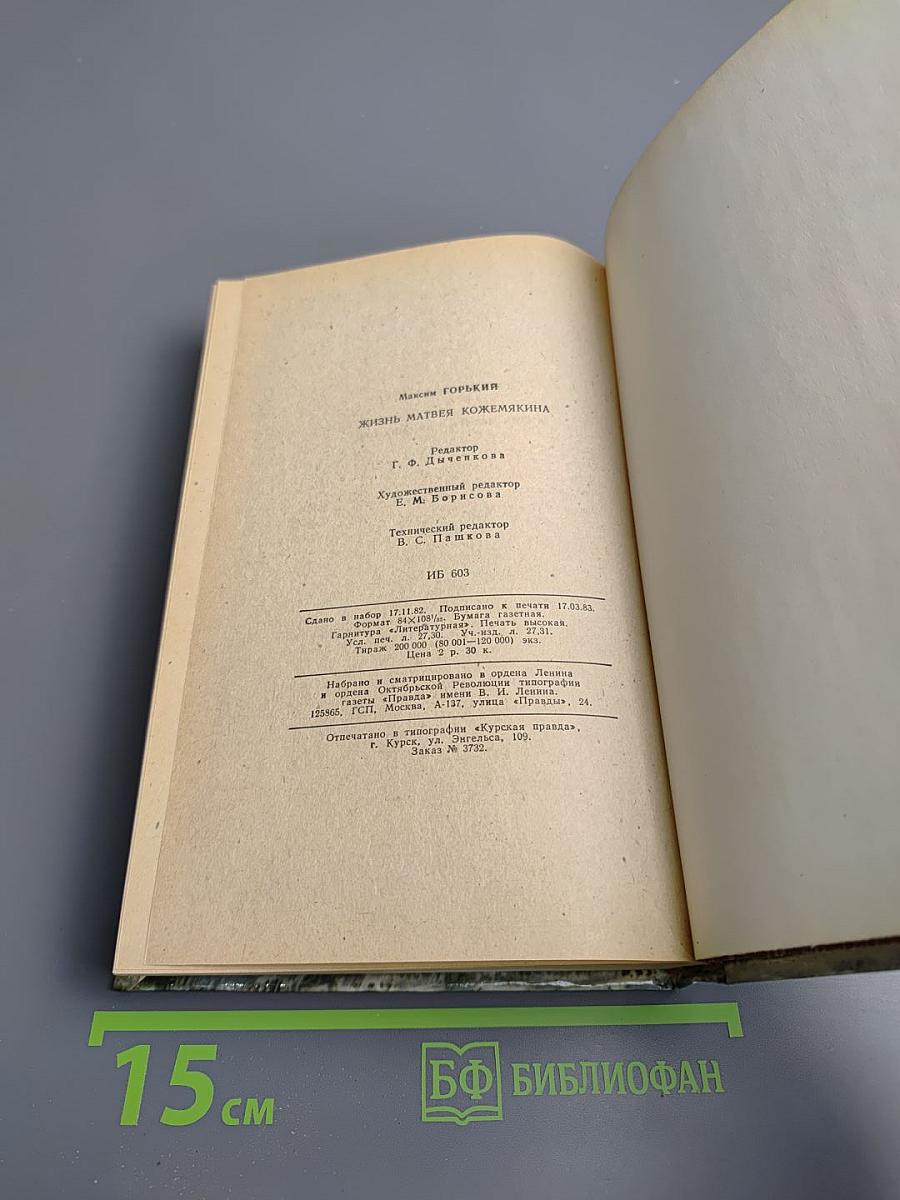 Максим ГОРЬКИЙ
ЖИЗНЬ МАТВЕЯ КОЖЕМЯКИНА
Редактор
Г. Ф. Дыченкова
Художественный редактор
Е. М. Борисова
Технический редактор
В. С. Пашкова
ИБ 603
Сдано в набор 17.11.82. Подписано к печати 17.03.83.
Формат 84×108¹/₃₂. Бумага газетная.
Гарнитура «Литературная». Печать высокая.
Усл. печ. л. 27,30. Уч.-изд. л. 27,31.
Тираж 200 000 (80 001—120 000) экз.
Цена 2 р. 30 к.
Набрано и сматрицировано в ордена Ленина
и ордена Октябрьской Революции типографии
газеты «Правда» имени В. И. Ленина.
125865, ГСП, Москва, А-137, улица «Правды», 24.
Отпечатано в типографии «Курская правда»,
г. Курск, ул. Энгельса, 109.
Заказ № 3732.
15 см
БФ БИБЛИОФАН